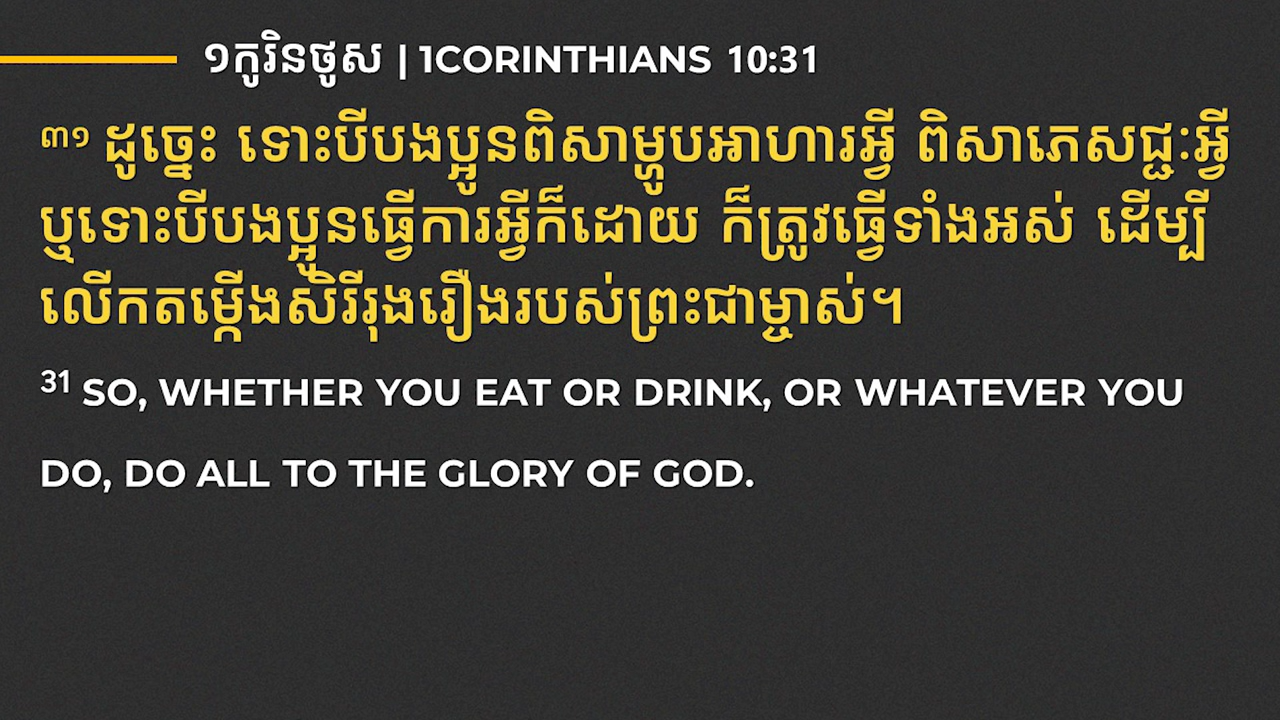 ១កូរិនថូស | 1CORINTHIANS 10:31
៣១ ដូច្នេះ ទោះបីបងប្អូនពិសាម្ហូបអាហារអ្វី ពិសាភេសជ្ជៈអ្វី
ឬទោះបីបងប្អូនធ្វើការអ្វីក៏ដោយ ក៏ត្រូវធ្វើទាំងអស់ ដើម្បី
លើកតម្កើងសិរីរុងរឿងរបស់ព្រះជាម្ចាស់។
31 SO, WHETHER YOU EAT OR DRINK, OR WHATEVER YOU
DO, DO ALL TO THE GLORY OF GOD.